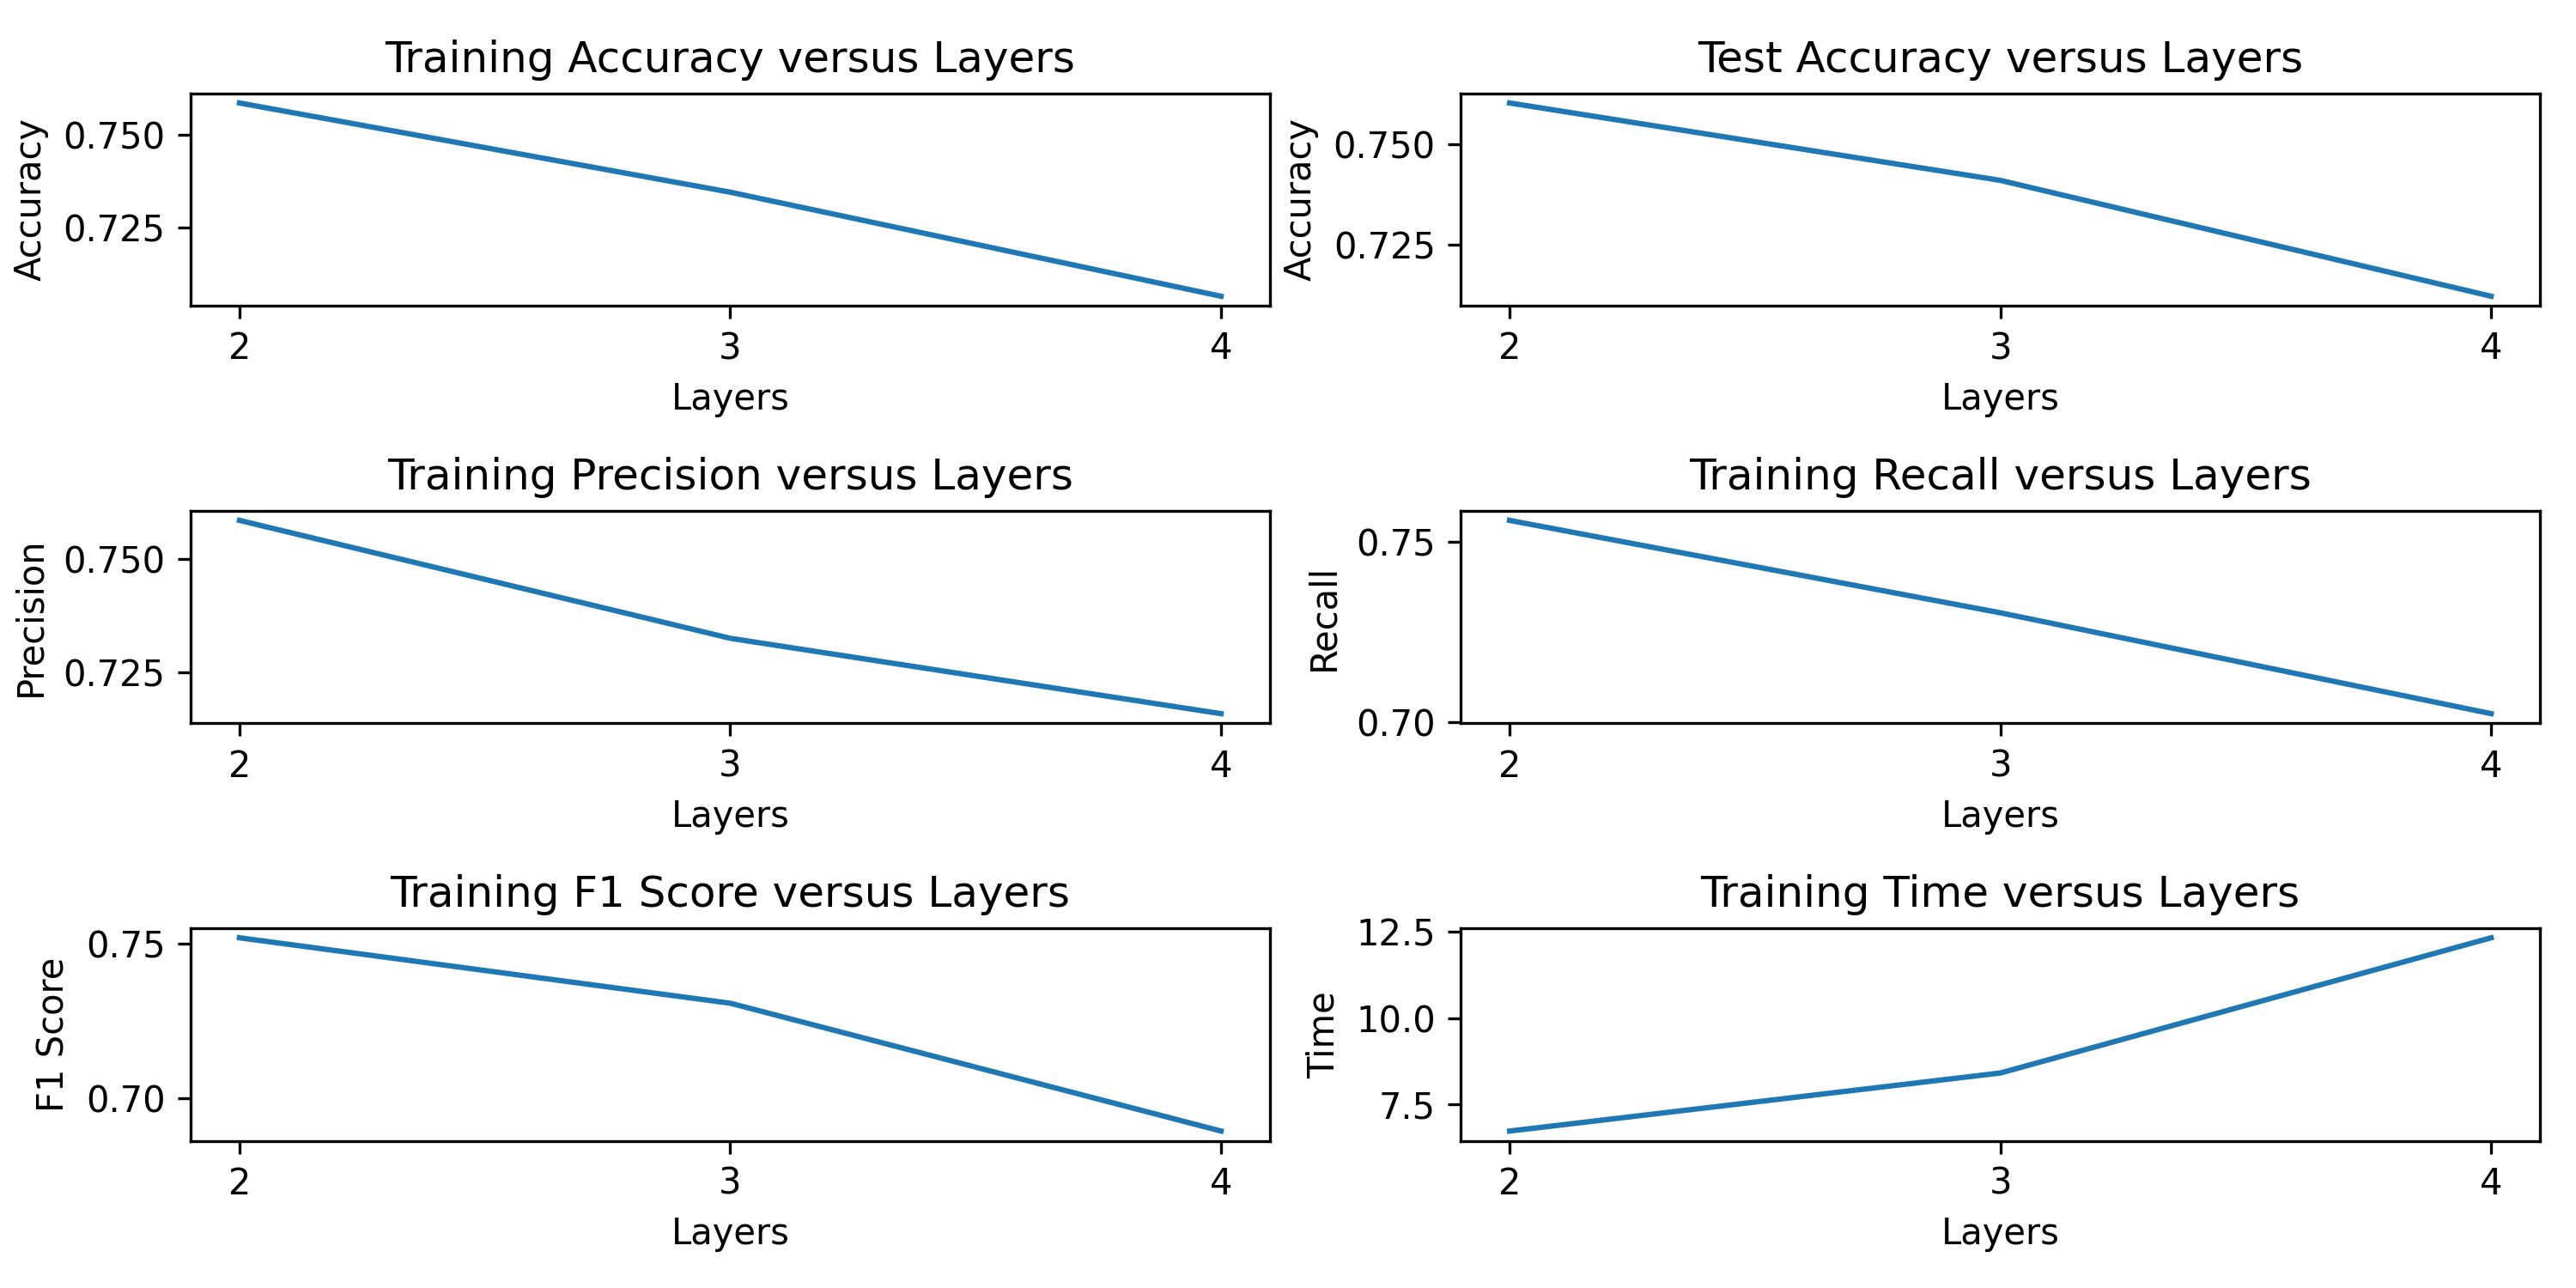 Training Accuracy versus Layers
Accuracy
0.750
0.725
2 3 4
Layers
Test Accuracy versus Layers
Accuracy
0.750
0.725
2 3 4
Layers
Training Precision versus Layers
Precision
0.750
0.725
2 3 4
Layers
Training Recall versus Layers
Recall
0.75
0.70
2 3 4
Layers
Training F1 Score versus Layers
F1 Score
0.75
0.70
2 3 4
Layers
Training Time versus Layers
Time
12.5
10.0
7.5
2 3 4
Layers